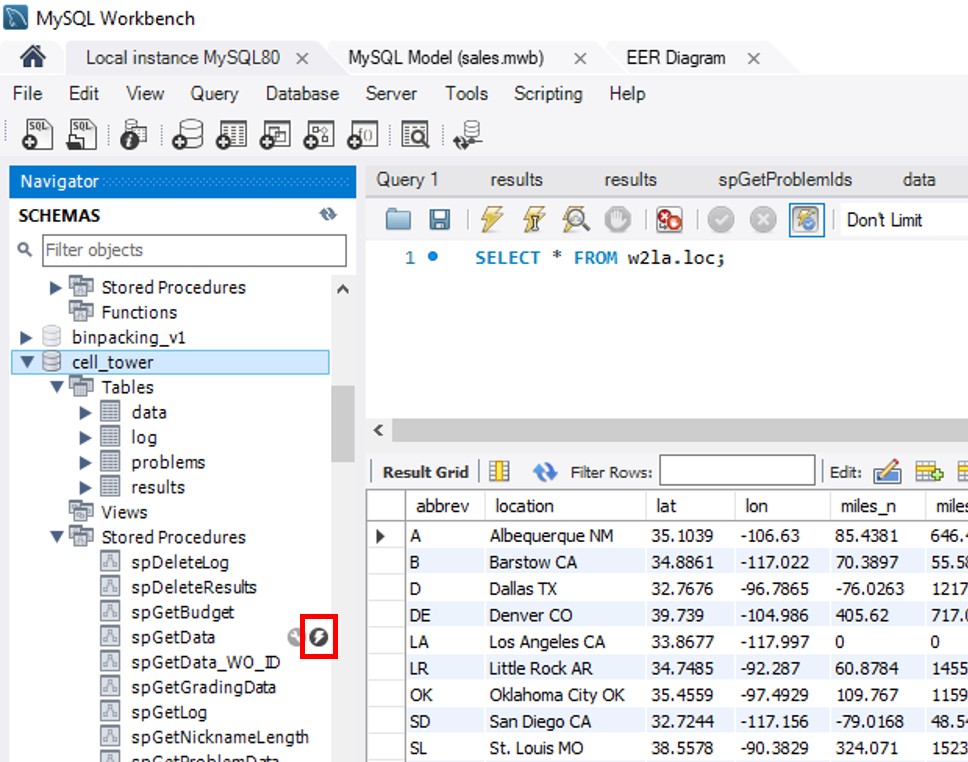 MySQL Workbench
Local instance MySQL80 MySQL Model (sales.mwb) EER Diagram
File Edit View Query Database Server Tools Scripting Help
SQL SQL
Navigator
Query 1 results results spGetProblemIds data
SCHEMAS
Don't Limit
Filter objects
1 SELECT * FROM w2la.loc;
Stored Procedures
Functions
binpacking_v1
cell_tower
Tables
data
log
problems
results
Views
Stored Procedures
spDeleteLog
spDeleteResults
spGetBudget
spGetData
spGetData_WO_ID
spGetGradingData
spGetLog
spGetNicknameLength
spGetProblemData
Result Grid Filter Rows: Edit:
abbrev location lat lon miles_n miles
A Albequerque NM 35.1039 -106.63 85.4381 646.4
B Barstow CA 34.8861 -117.022 70.3897 55.58
D Dallas TX 32.7676 -96.7865 -76.0263 1217
DE Denver CO 39.739 -104.986 405.62 717.0
LA Los Angeles CA 33.8677 -117.997 0 0
LR Little Rock AR 34.7485 -92.287 60.8784 1455
OK Oklahoma City OK 35.4559 -97.4929 109.767 1159
SD San Diego CA 32.7244 -117.156 -79.0168 48.54
SL St. Louis MO 38.5578 -90.3829 324.071 1523